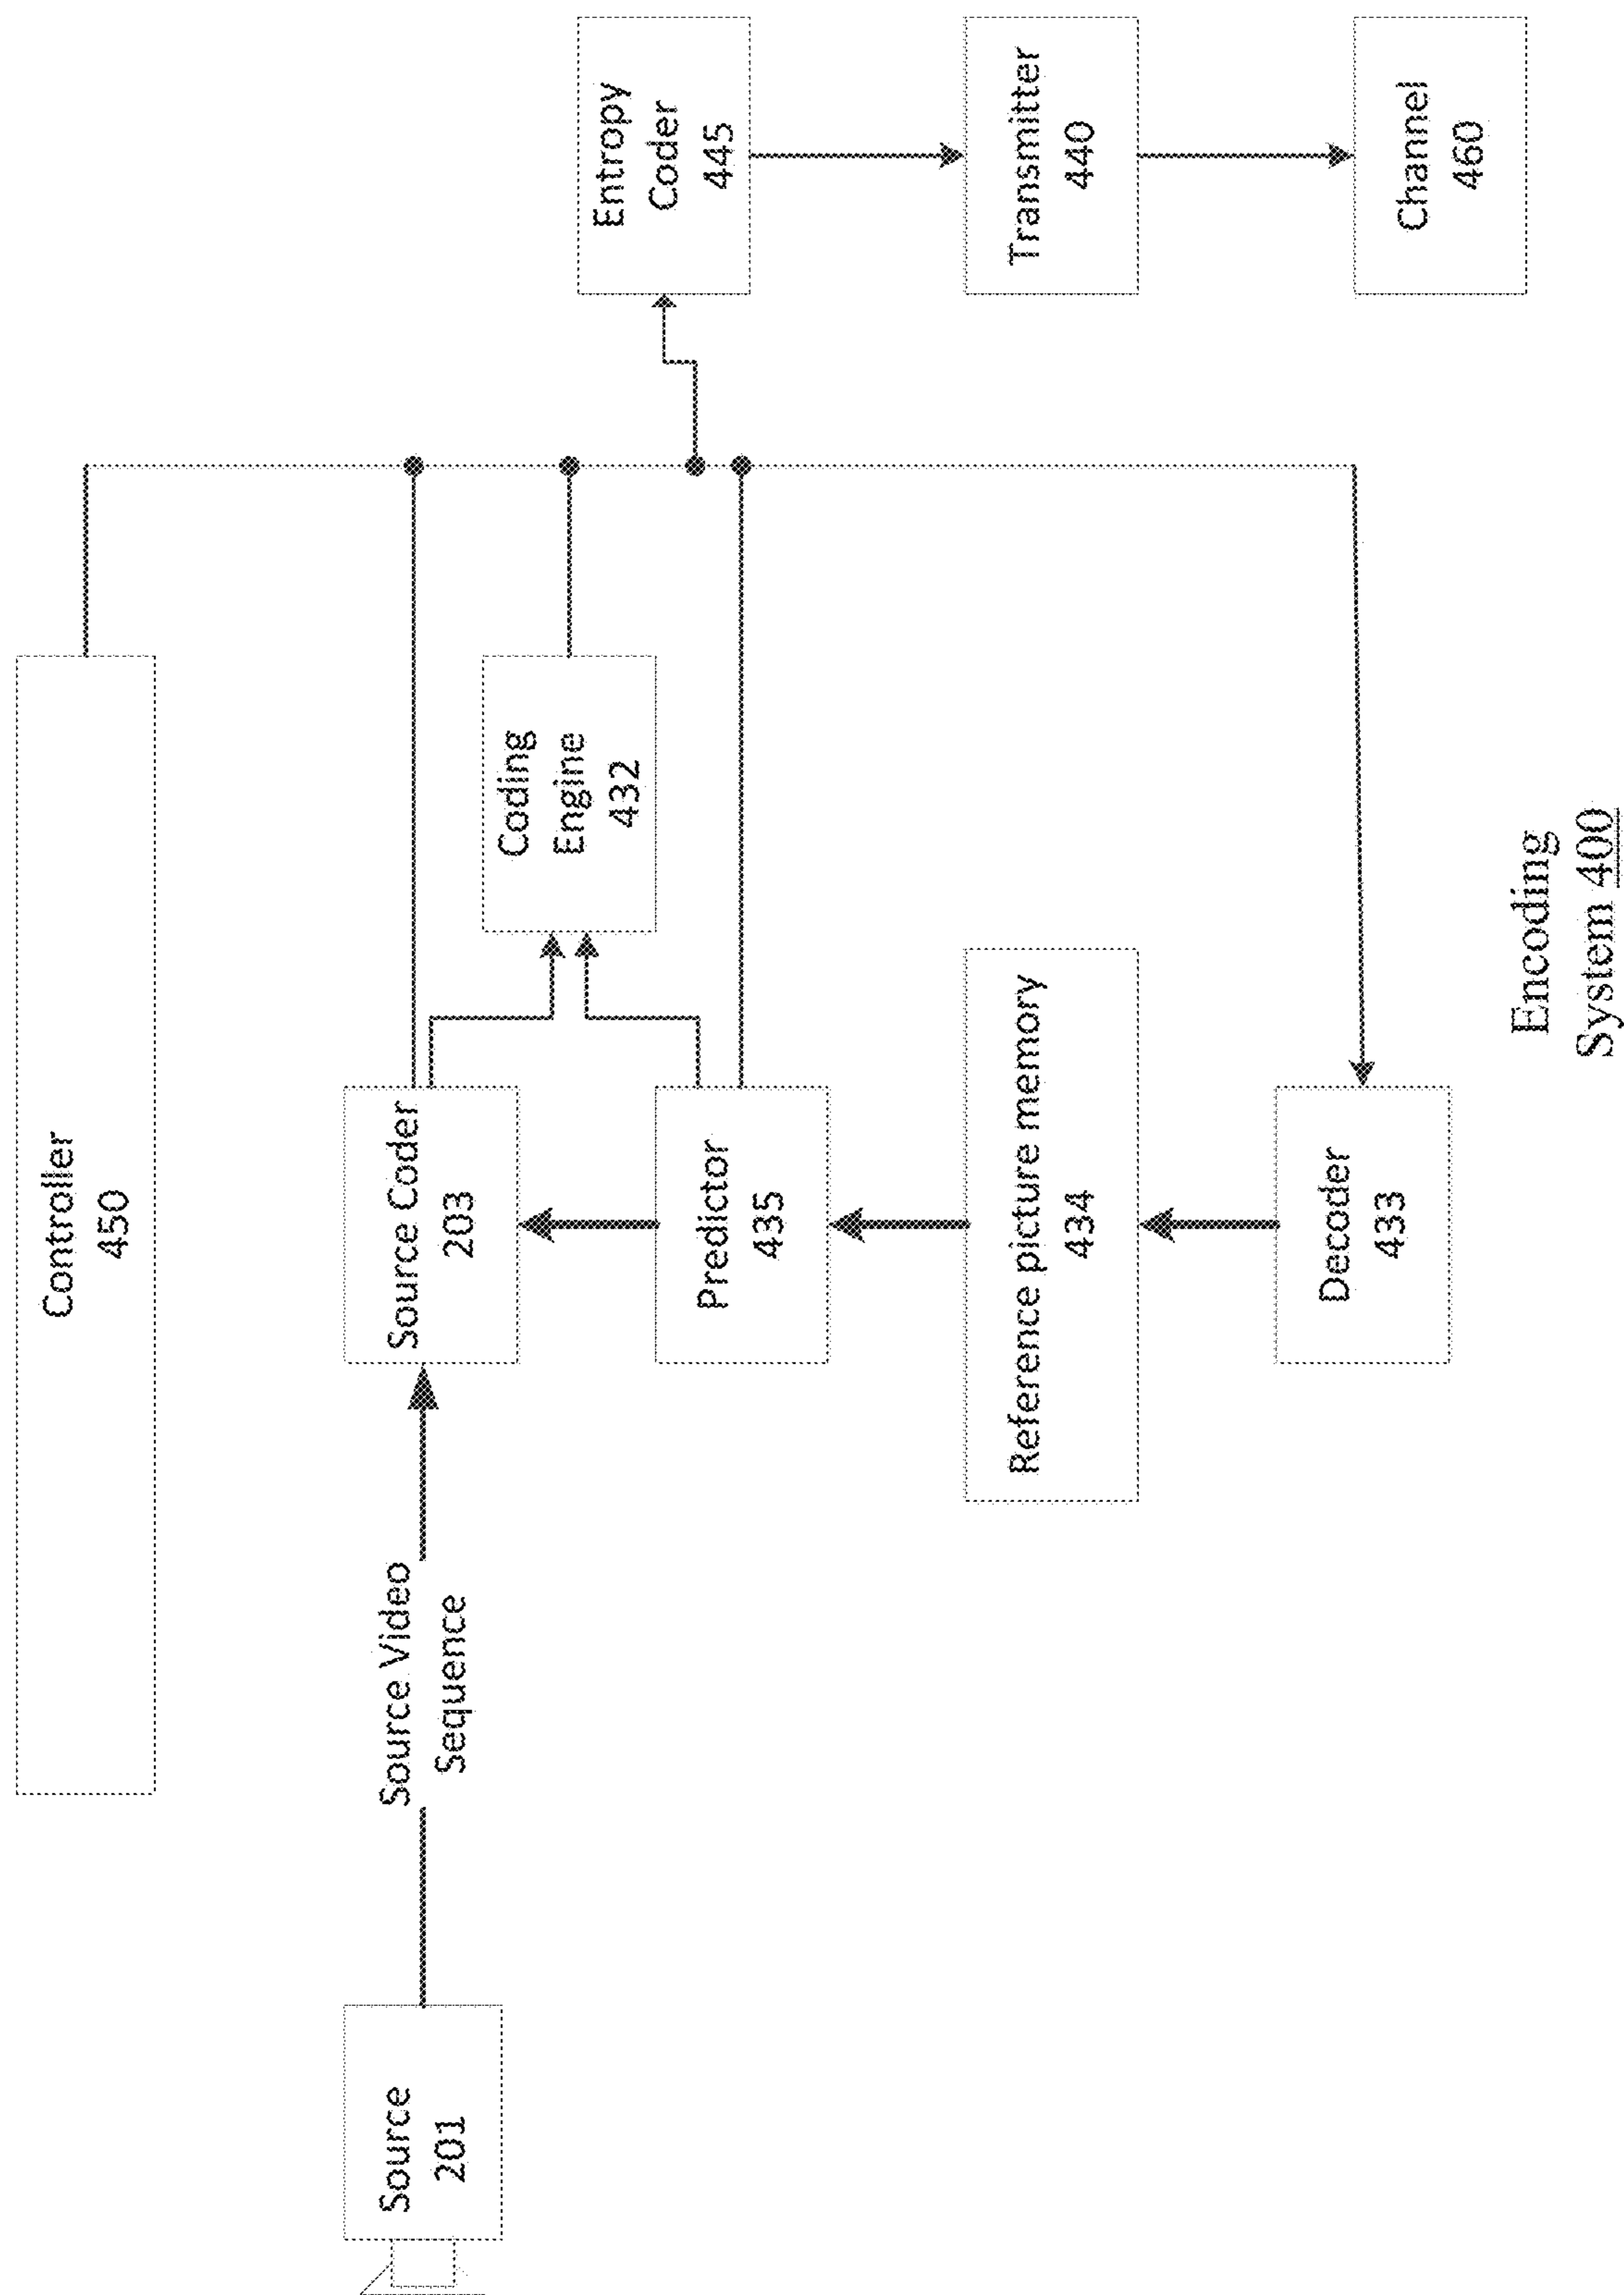 Controller
450
Source
201
Source Video
Sequence
Source Coder
203
Coding
Engine
432
Entropy
Coder
445
Predictor
435
Reference picture memory
434
Transmitter
440
Decoder
433
Channel
460
Encoding
System 400